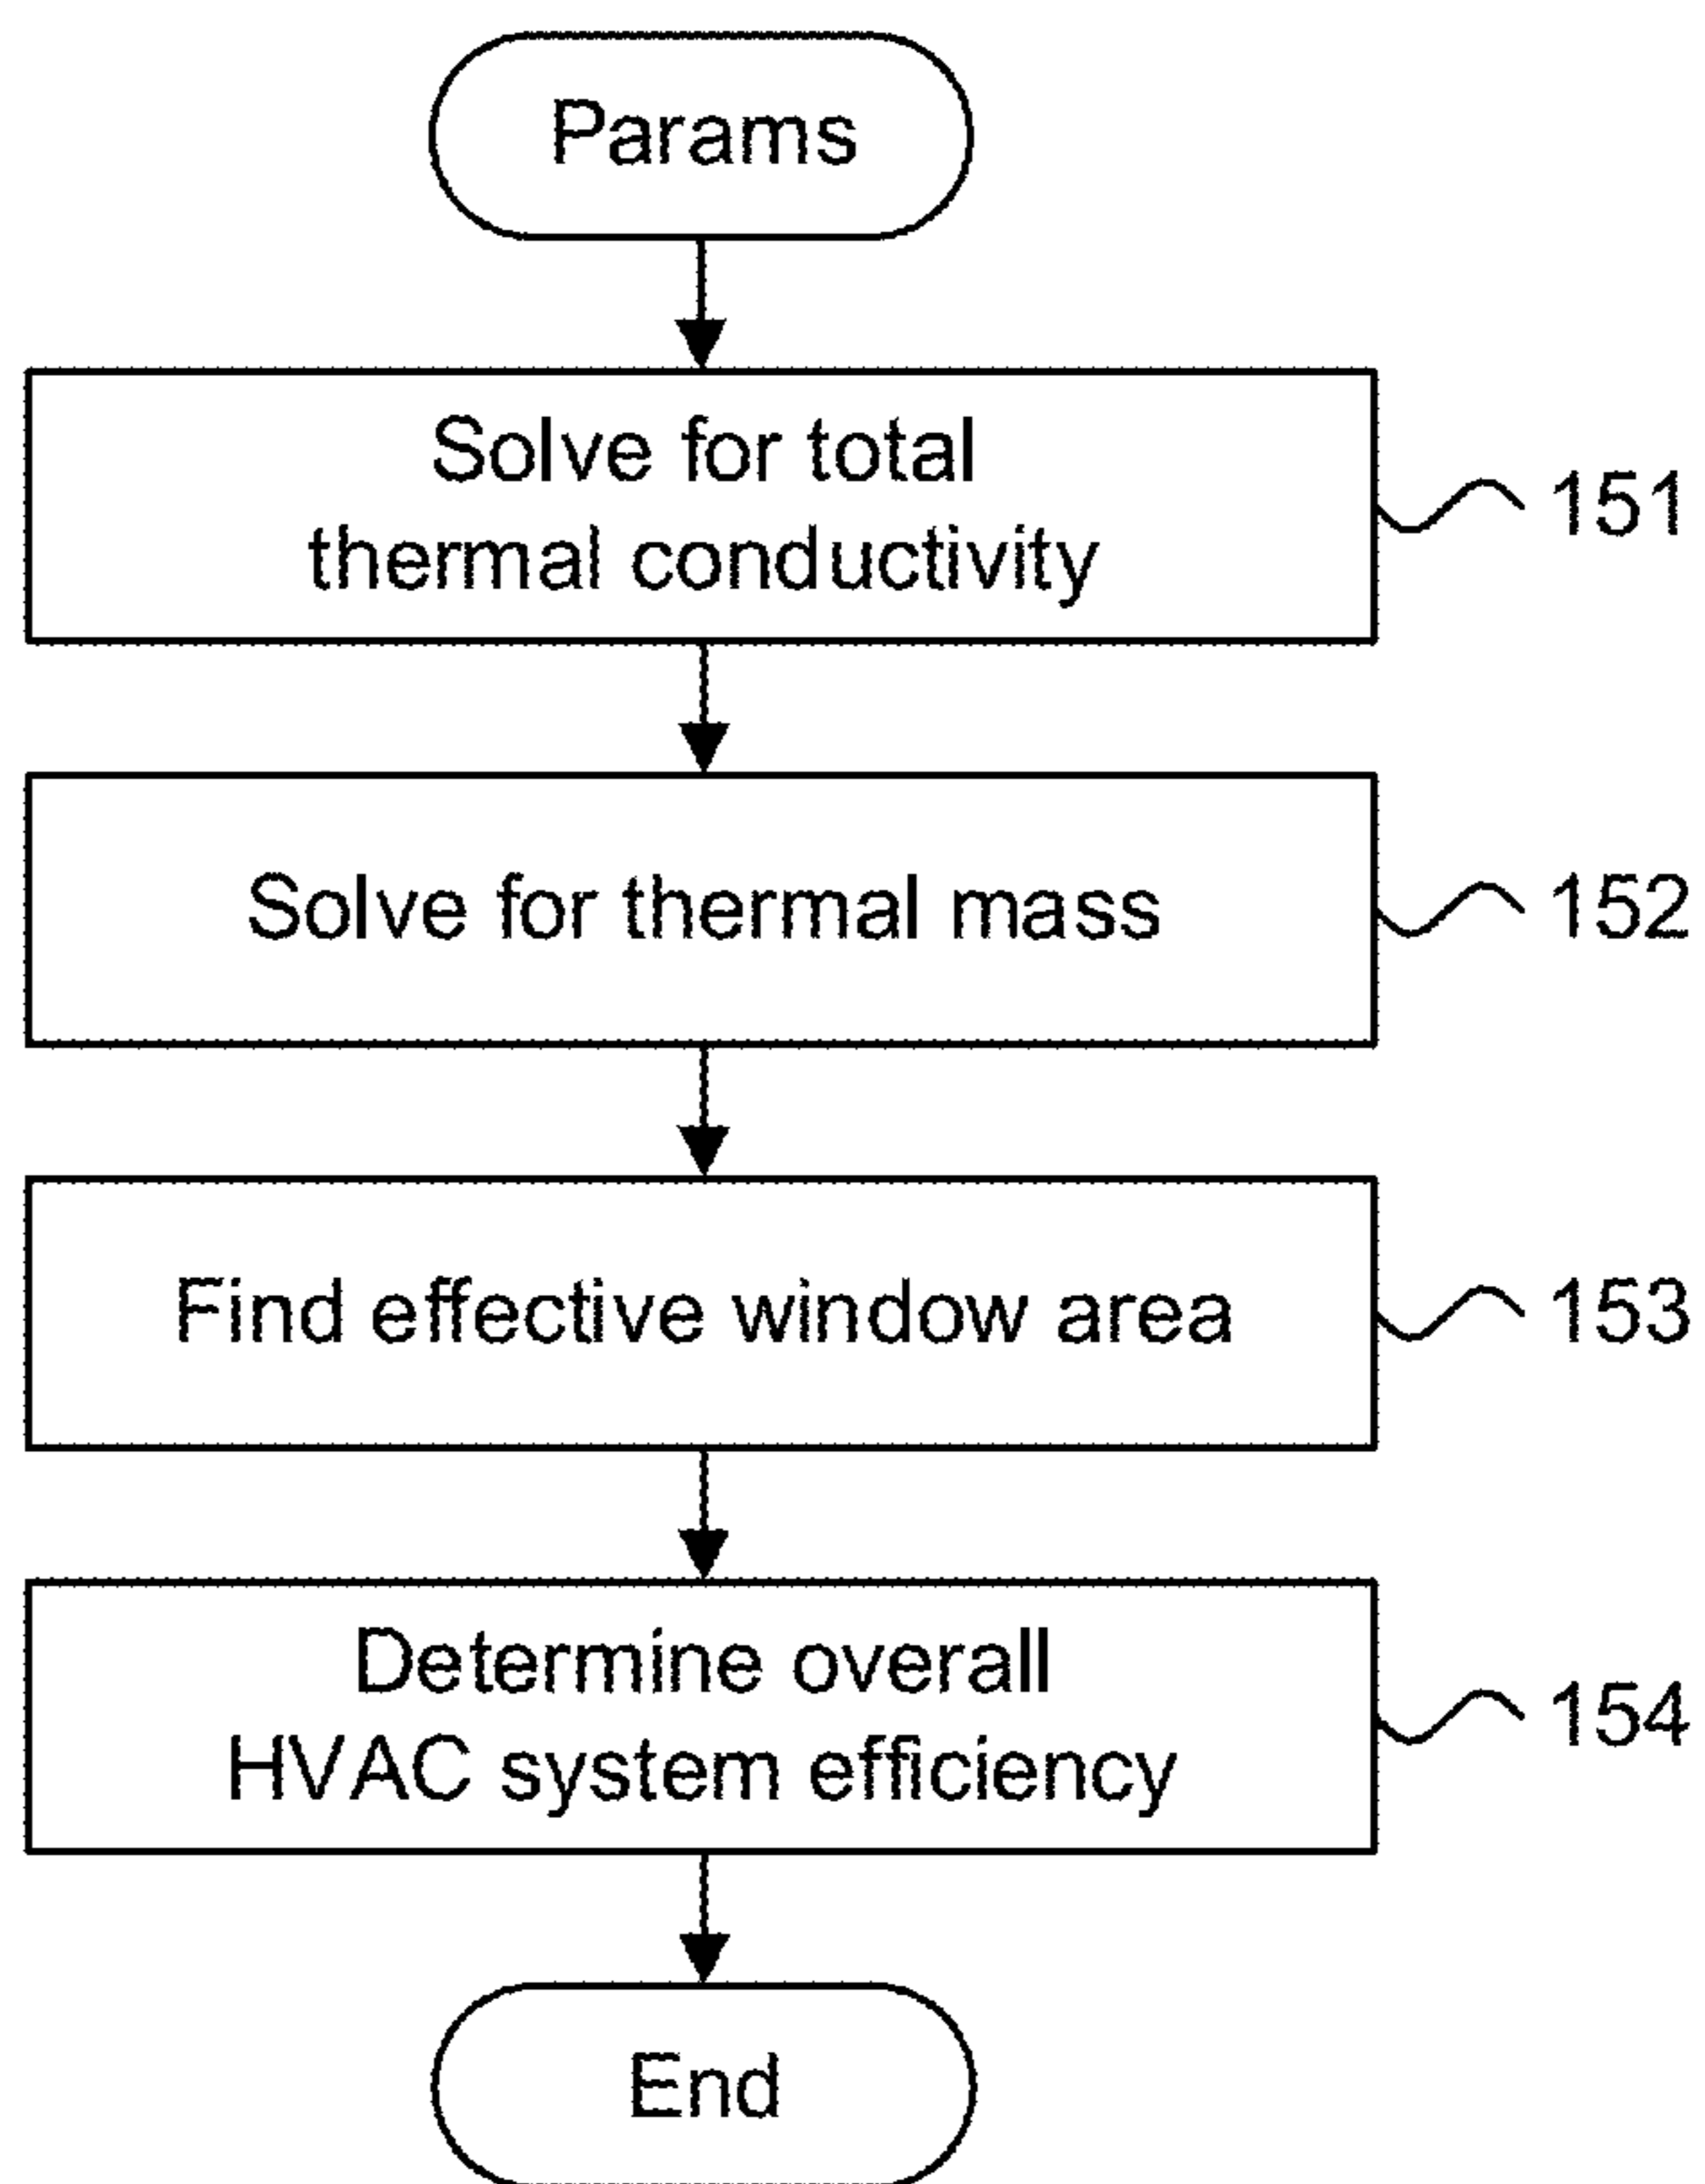 Params
Solve for total
thermal conductivity
151
Solve for thermal mass
152
Find effective window area
153
Determine overall
HVAC system efficiency
154
End